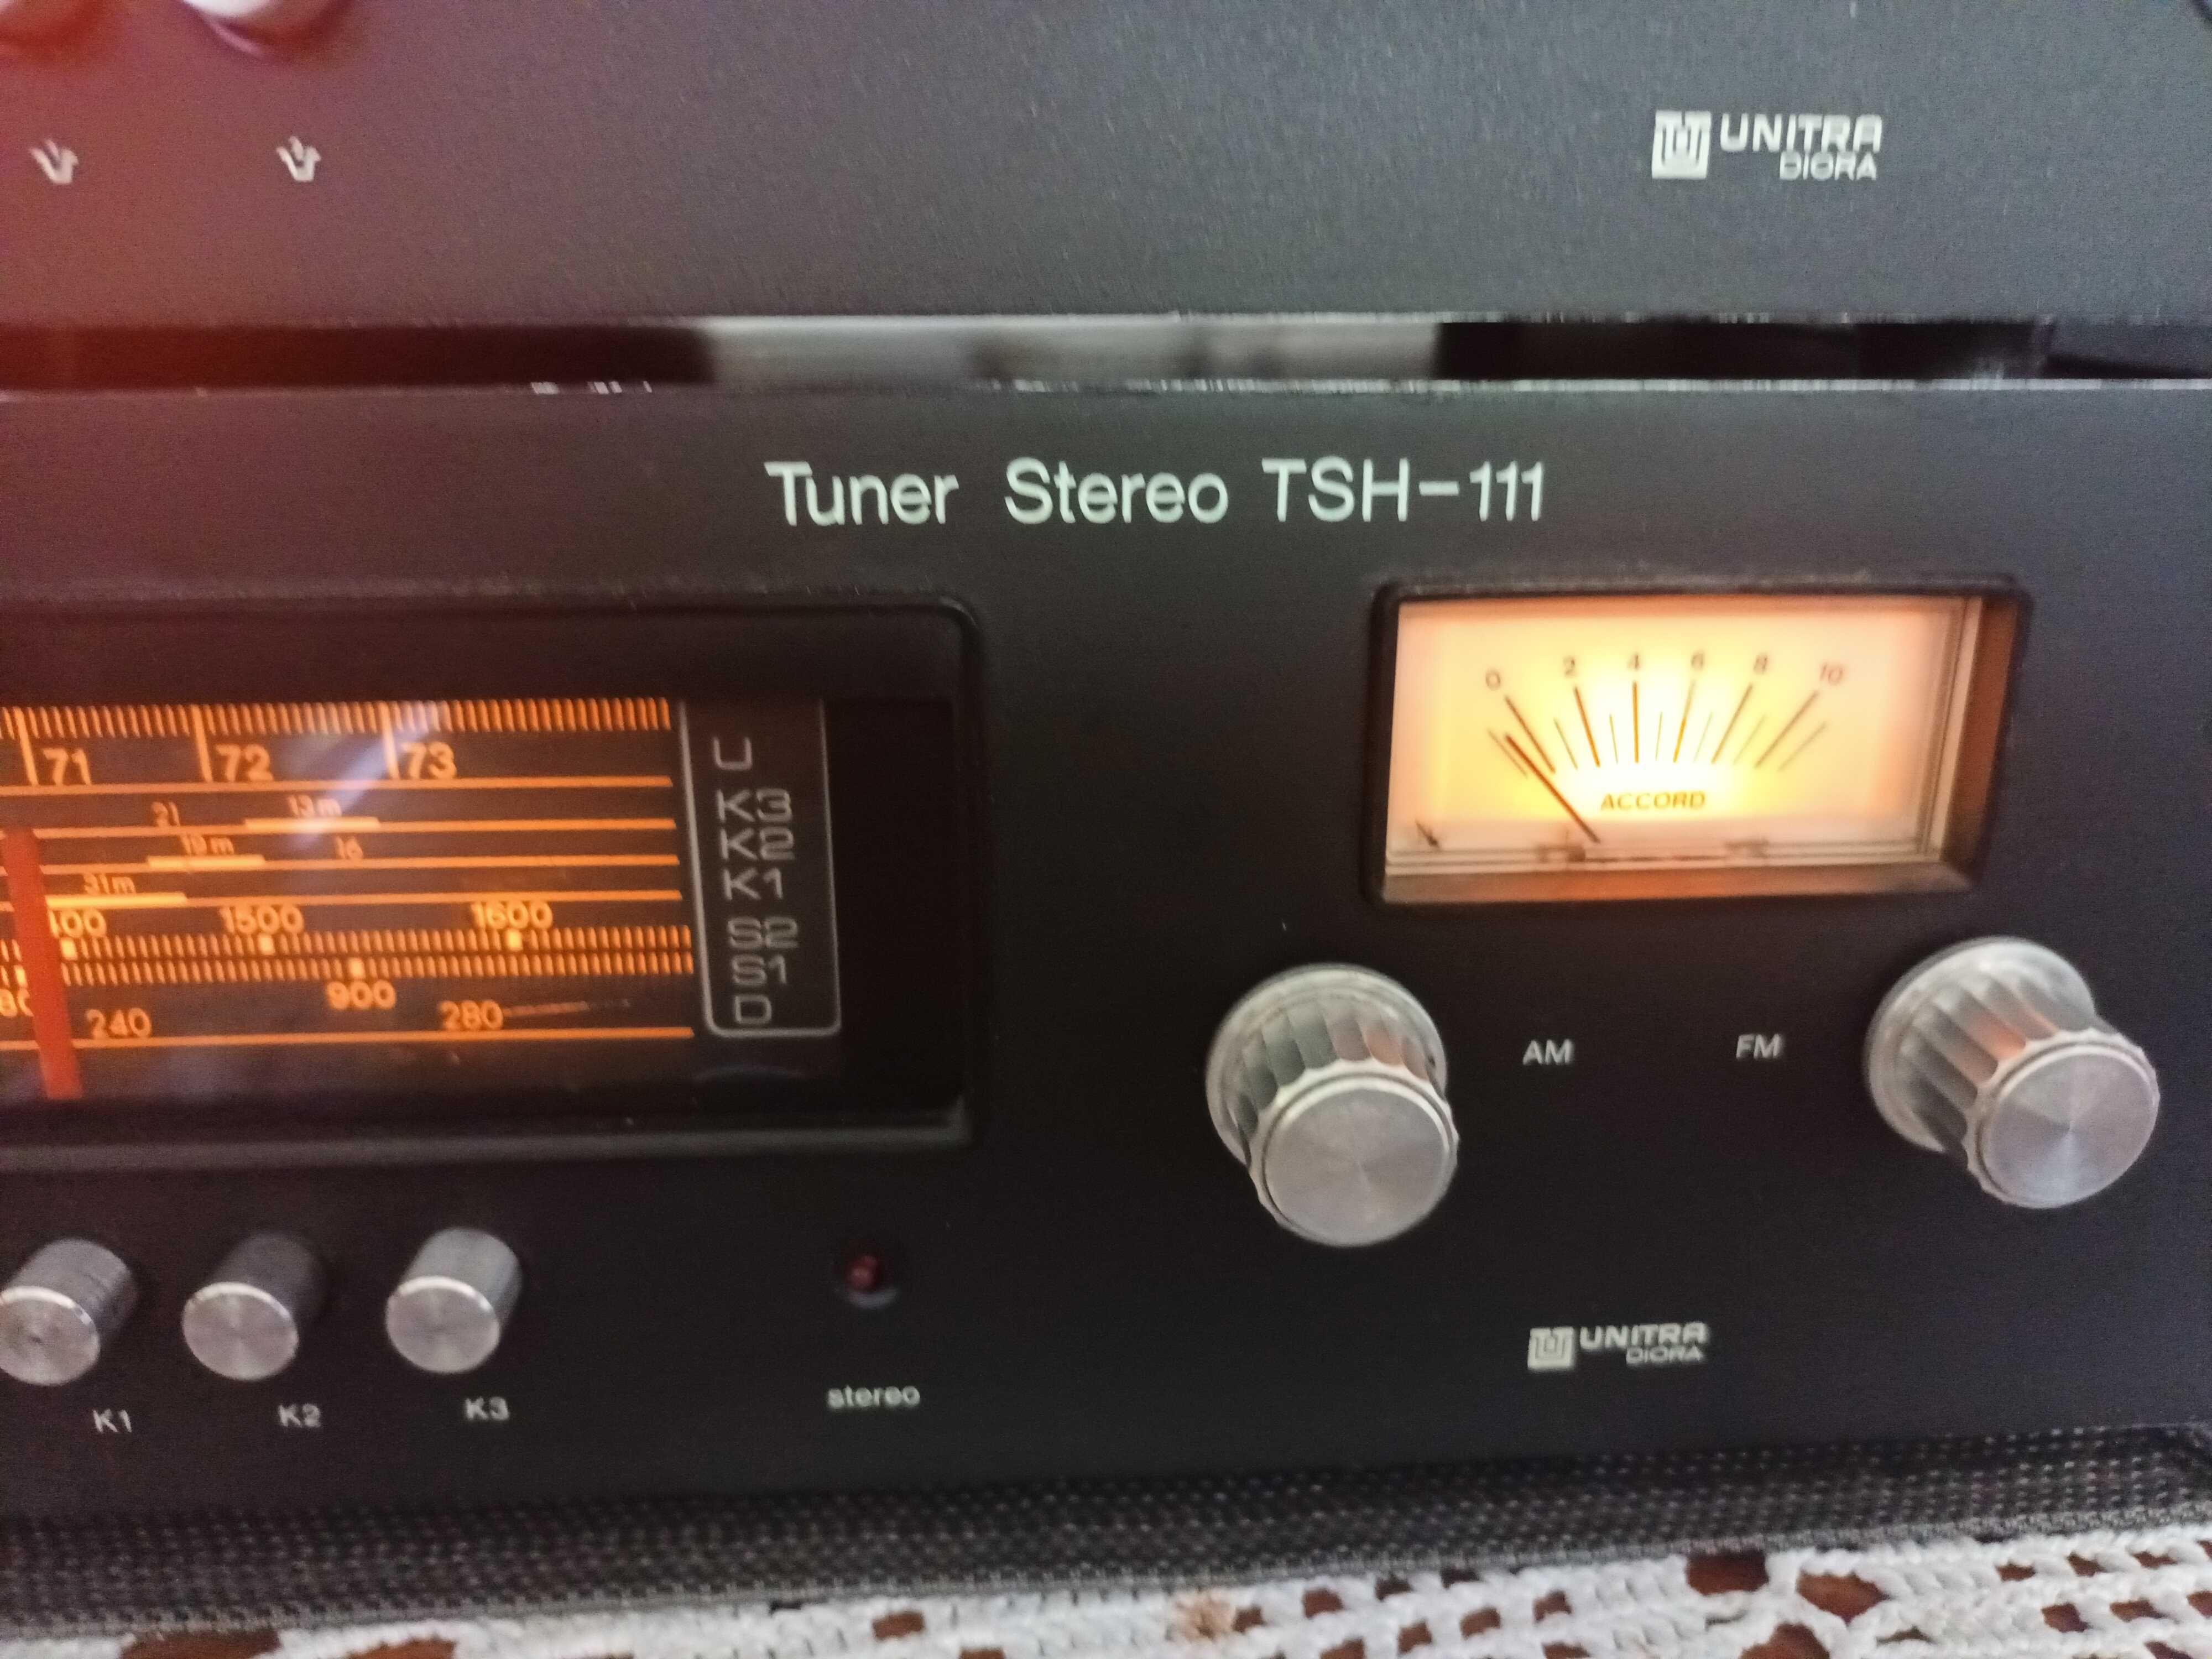 UNITRA
DIORA
Tuner Stereo TSH-111
0 2 4 6 8 10
ACCORD
71 72 73
21 13m
19m 16
31m
1500 1600
900
240 280
U
K3
K2
K1
S2
S1
D
AM FM
K1 K2 K3
stereo
UNITRA
DIORA